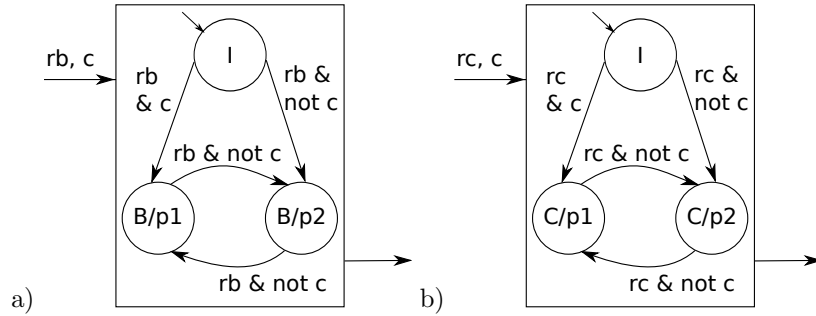 rb, c
I
rb
& c
rb &
not c
rb & not c
B/p1
B/p2
rb & not c
a)
rc, c
I
rc
& c
rc &
not c
rc & not c
C/p1
C/p2
rc & not c
b)